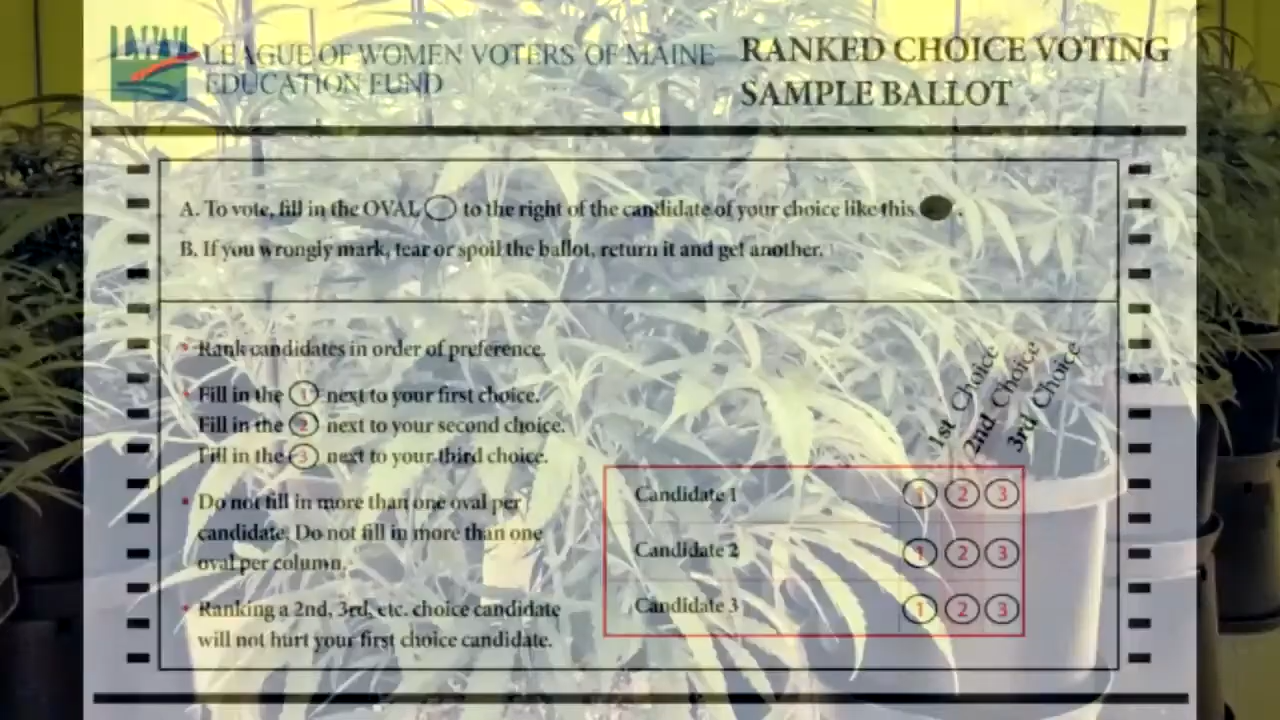 LWVME
LEAGUE OF WOMEN VOTERS OF MAINE
EDUCATION FUND
RANKED CHOICE VOTING
SAMPLE BALLOT
A. To vote, fill in the OVAL to the right of the candidate of your choice like this .
B. If you wrongly mark, tear or spoil the ballot, return it and get another.
• Rank candidates in order of preference.
• Fill in the 1 next to your first choice.
Fill in the 2 next to your second choice.
Fill in the 3 next to your third choice.
• Do not fill in more than one oval per
candidate. Do not fill in more than one
oval per column.
• Ranking a 2nd, 3rd, etc. choice candidate
will not hurt your first choice candidate.
1st Choice
2nd Choice
3rd Choice
Candidate 1 1 2 3
Candidate 2 1 2 3
Candidate 3 1 2 3